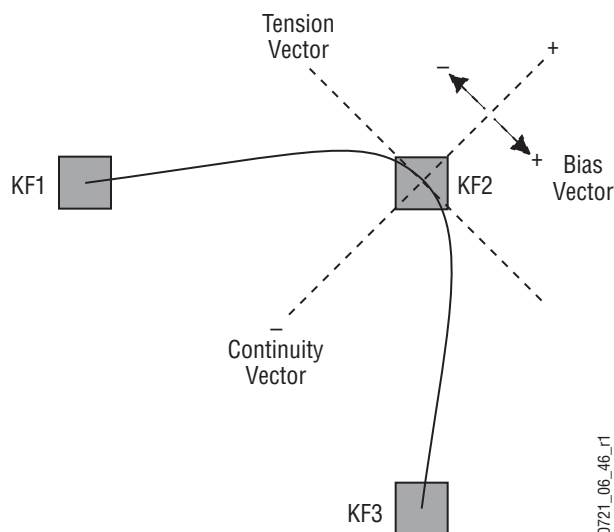 Tension
Vector
+
–
+
Bias
Vector
KF1
KF2
–
Continuity
Vector
KF3
0721_06_46_r1